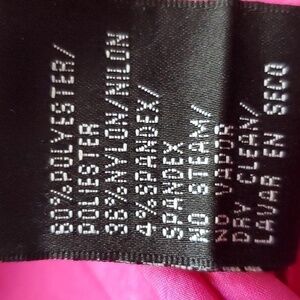 60%POLYESTER/
POLIESTER
36%NYLON/NILON
4%SPANDEX/
SPANDEX
NO STEAM/
NO VAPOR
DRY CLEAN/
LAVAR EN SECO